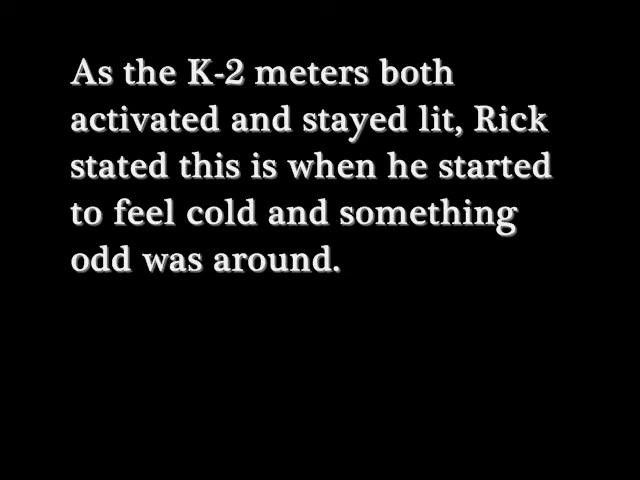 As the K-2 meters both
activated and stayed lit, Rick
stated this is when he started
to feel cold and something
odd was around.